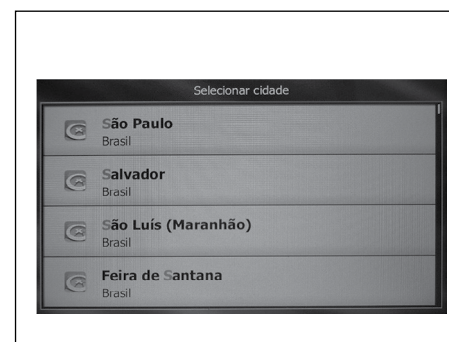 Selecionar cidade
São Paulo
Brasil
Salvador
Brasil
São Luís (Maranhão)
Brasil
Feira de Santana
Brasil